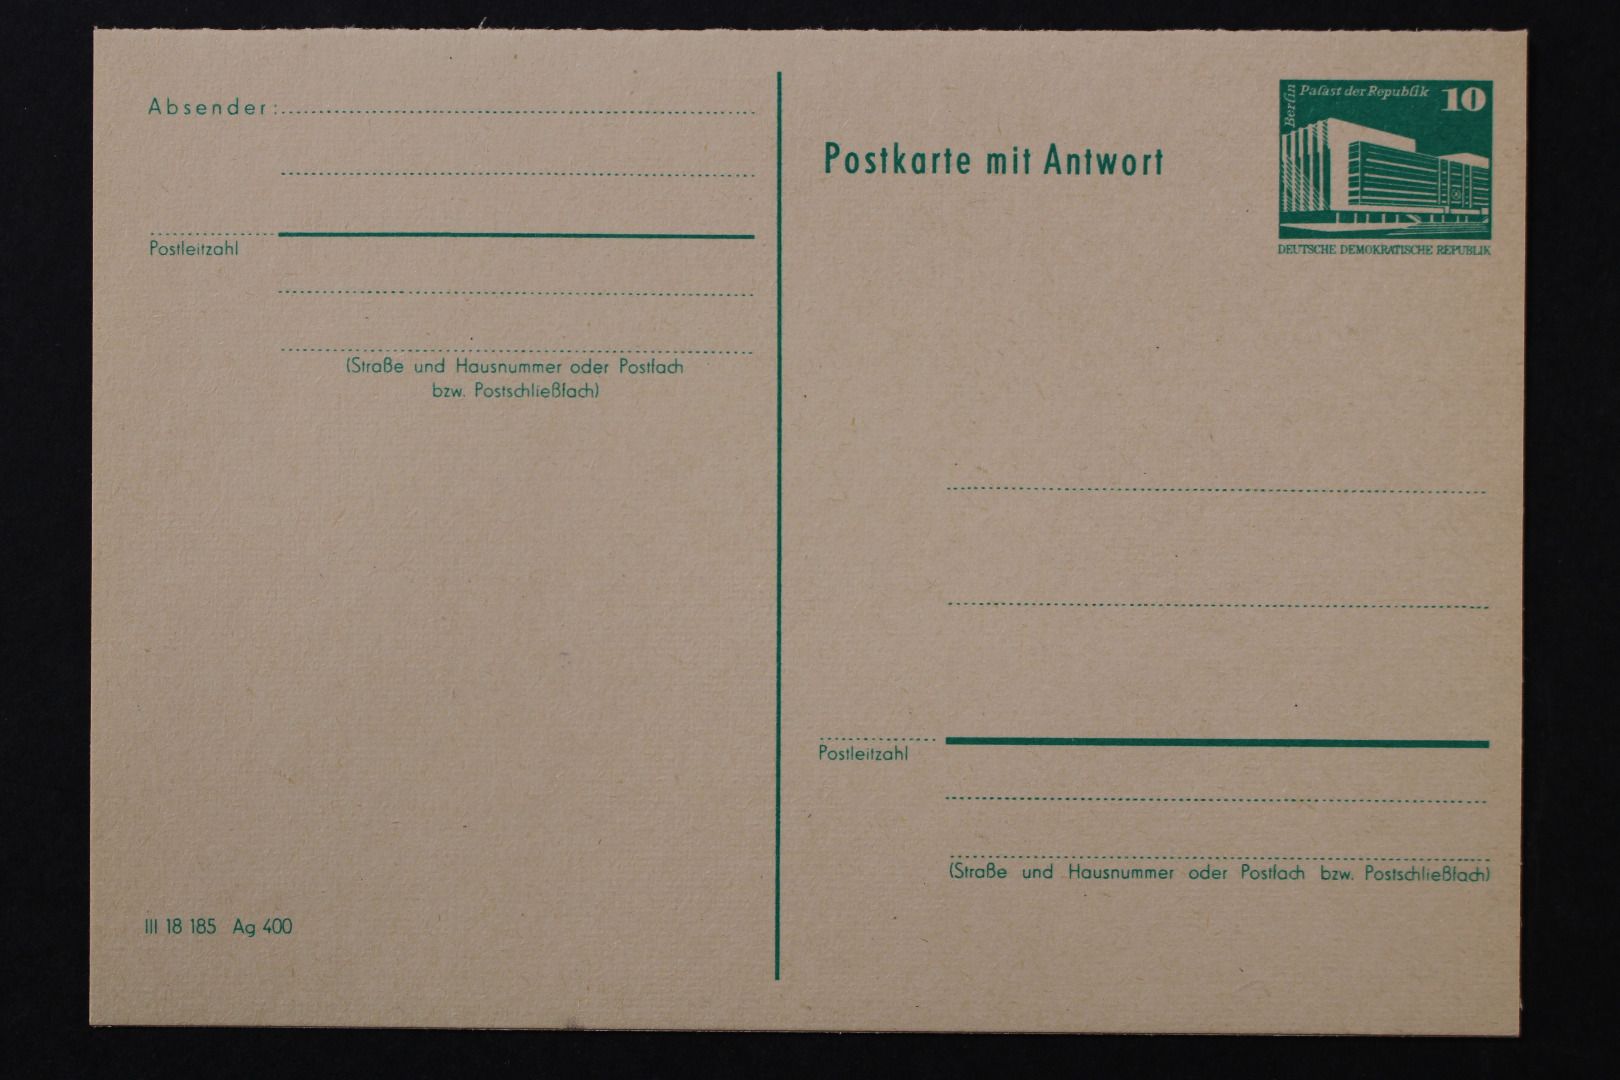 Absender:
Postleitzahl
(Straße und Hausnummer oder Postfach
bzw. Postschließfach)
III 18 185 Ag 400
Postkarte mit Antwort
Berlin
Palast der Republik 10
DEUTSCHE DEMOKRATISCHE REPUBLIK
Postleitzahl
(Straße und Hausnummer oder Postfach bzw. Postschließfach)